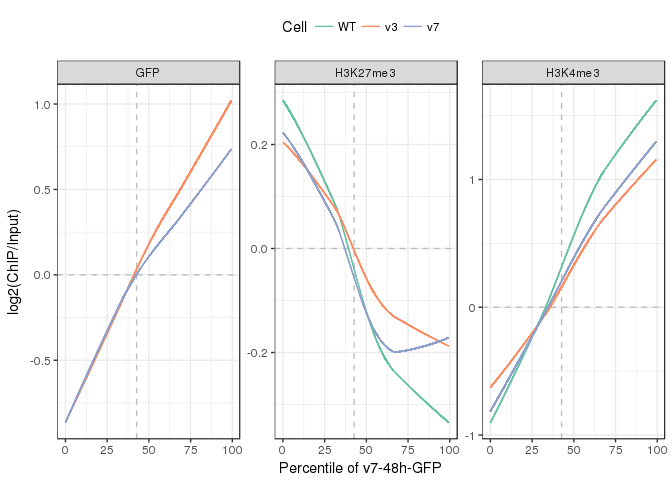 Cell WT v3 v7
GFP H3K27me3 H3K4me3
log2(ChIP/Input)
1.0
0.5
0.0
-0.5
0 25 50 75 100
0.2
0.0
-0.2
0 25 50 75 100
1
0
-1
0 25 50 75 100
Percentile of v7-48h-GFP